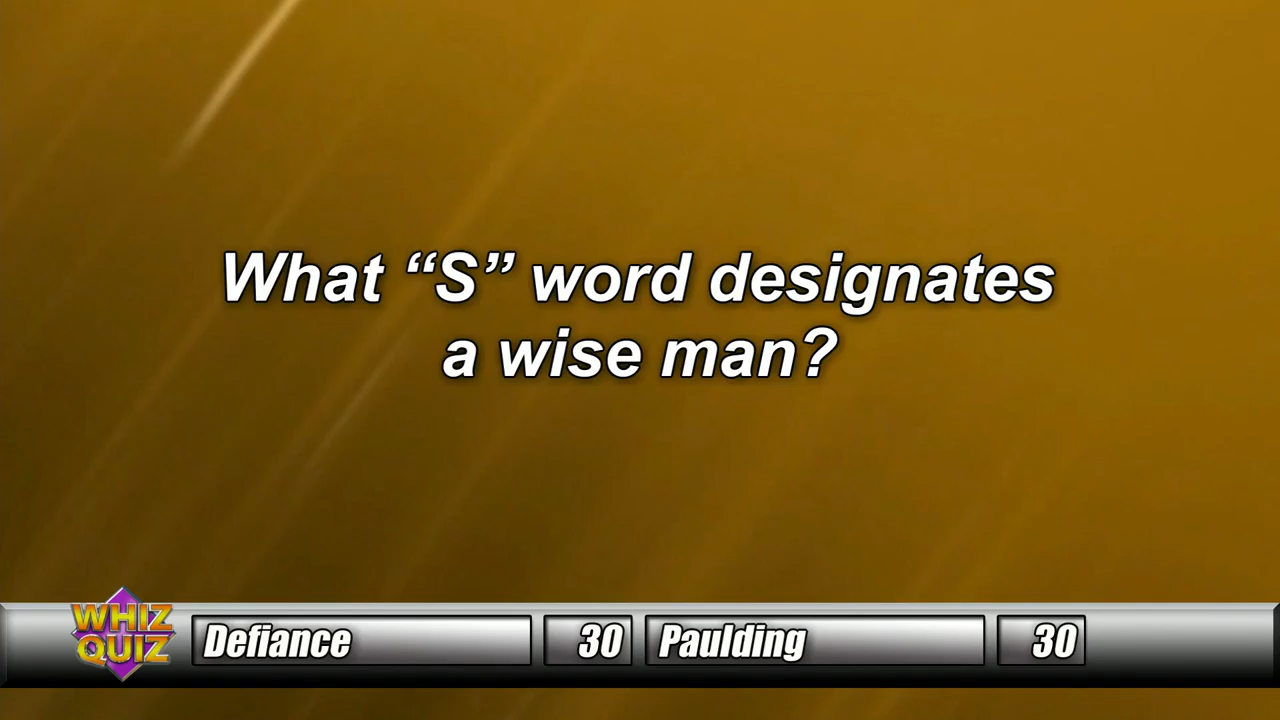 What “S” word designates
a wise man?
WHIZ
QUIZ
Defiance 30 Paulding 30